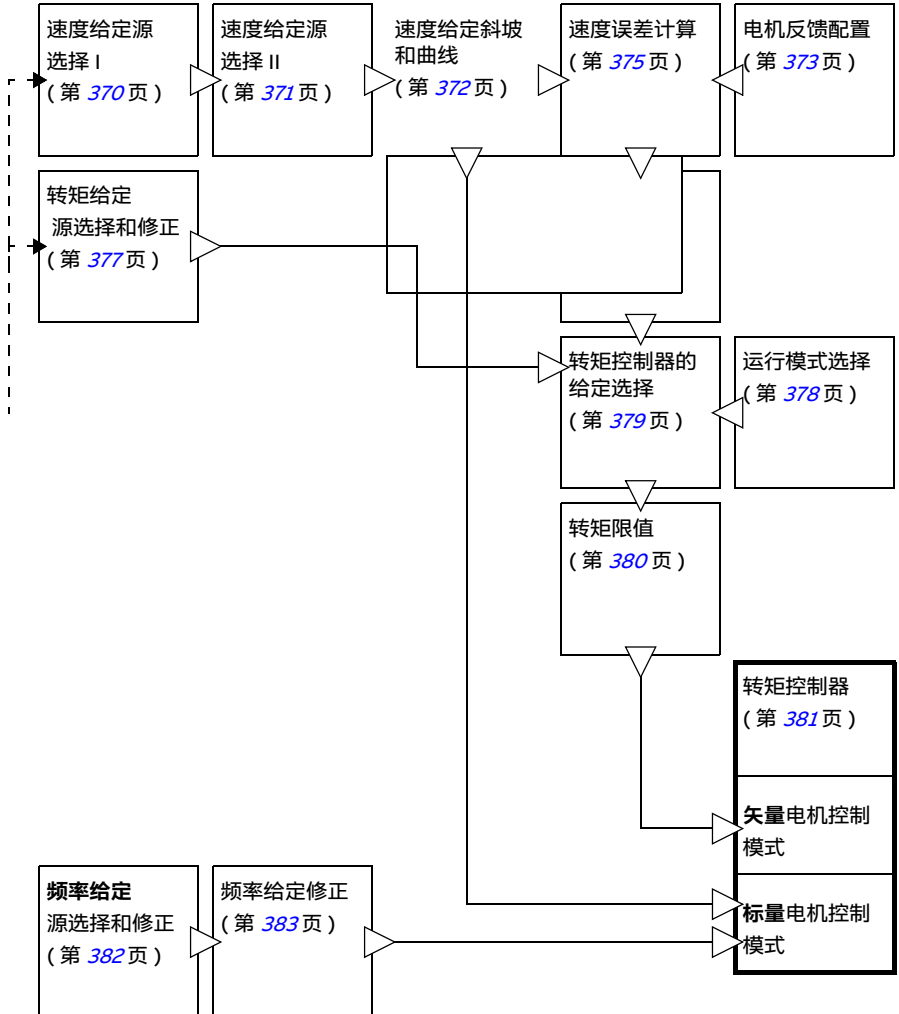 速度给定源
选择 I
( 第 370 页 )
速度给定源
选择 II
( 第 371 页 )
速度给定斜坡
和曲线
( 第 372 页 )
速度误差计算
( 第 375 页 )
电机反馈配置
( 第 373 页 )
转矩给定
源选择和修正
( 第 377 页 )
转矩控制器的
给定选择
( 第 379 页 )
运行模式选择
( 第 378 页 )
转矩限值
( 第 380 页 )
转矩控制器
( 第 381 页 )
矢量电机控制
模式
标量电机控制
模式
频率给定
源选择和修正
( 第 382 页 )
频率给定修正
( 第 383 页 )